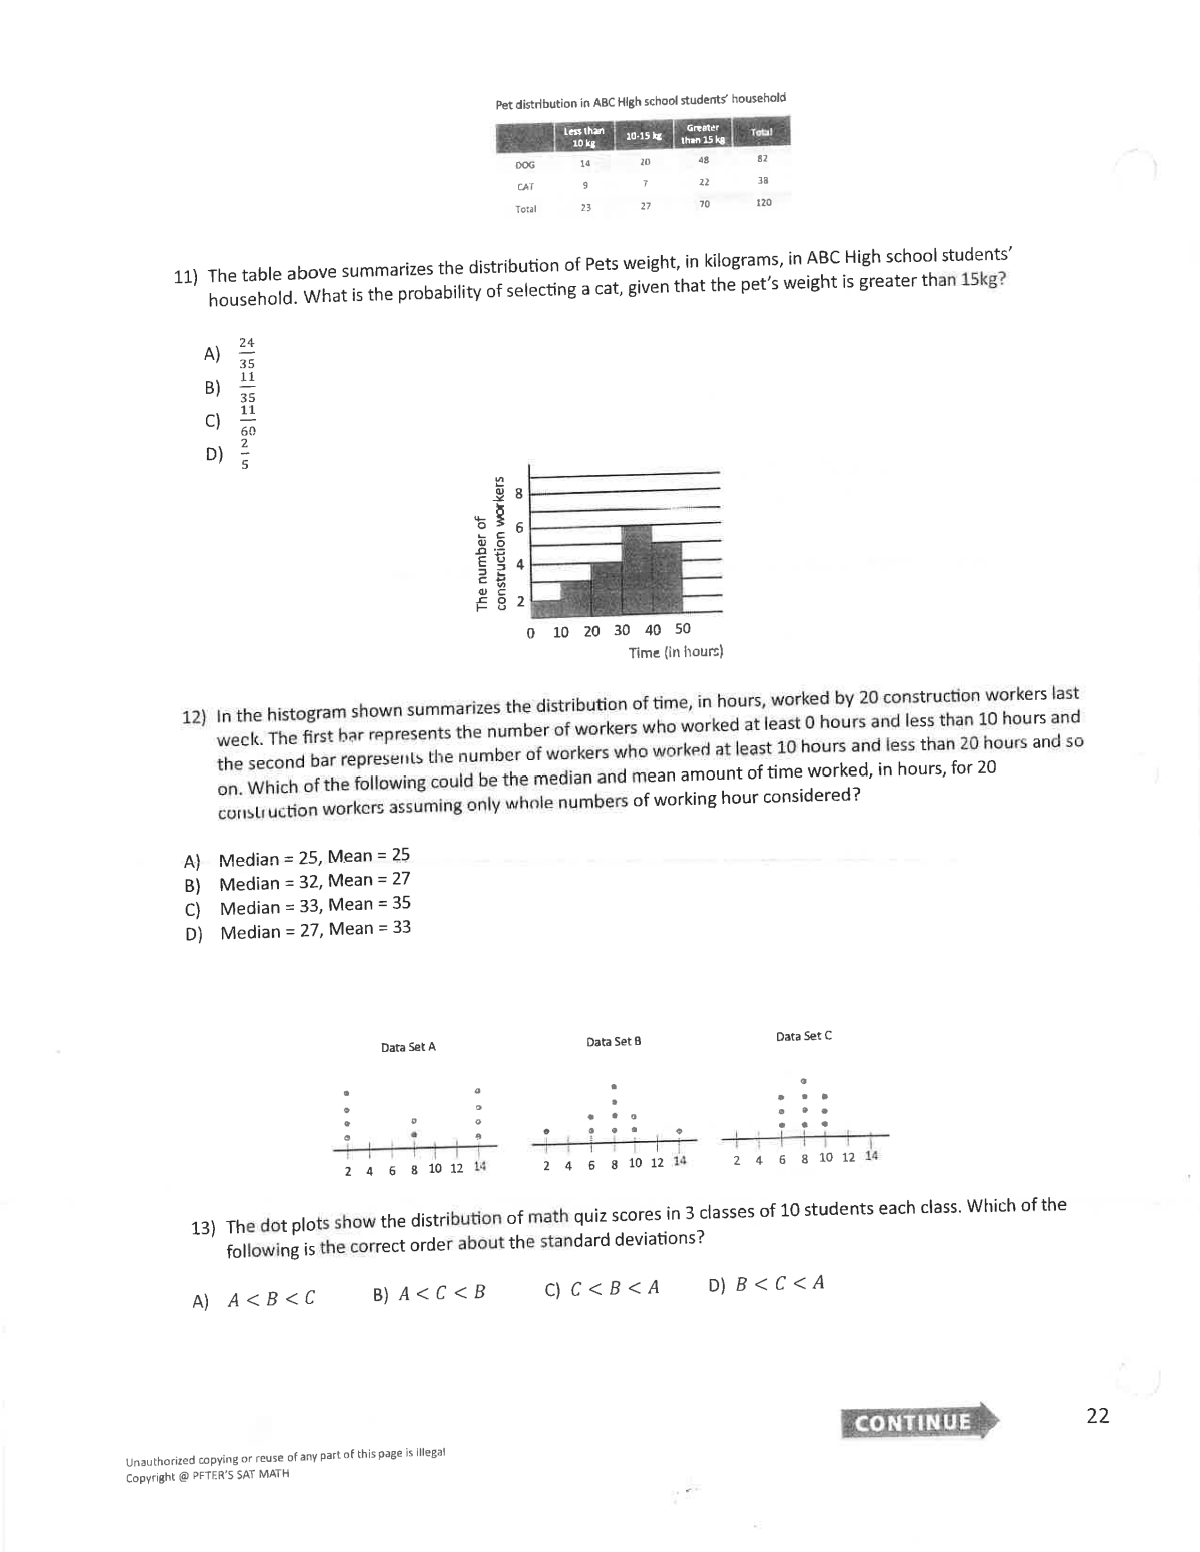 Pet distribution in ABC High school students' household
Less than 10 kg 10-15 kg Greater than 15 kg Total
DOG 14 20 48 82
CAT 9 7 22 38
Total 23 27 70 120
11) The table above summarizes the distribution of Pets weight, in kilograms, in ABC High school students'
household. What is the probability of selecting a cat, given that the pet's weight is greater than 15kg?
A) 24/35
B) 11/35
C) 11/60
D) 2/5
The number of
construction workers
8
6
4
2
0 10 20 30 40 50
Time (in hours)
12) In the histogram shown summarizes the distribution of time, in hours, worked by 20 construction workers last
week. The first bar represents the number of workers who worked at least 0 hours and less than 10 hours and
the second bar represents the number of workers who worked at least 10 hours and less than 20 hours and so
on. Which of the following could be the median and mean amount of time worked, in hours, for 20
construction workers assuming only whole numbers of working hour considered?
A) Median = 25, Mean = 25
B) Median = 32, Mean = 27
C) Median = 33, Mean = 35
D) Median = 27, Mean = 33
Data Set A Data Set B Data Set C
2 4 6 8 10 12 14 2 4 6 8 10 12 14 2 4 6 8 10 12 14
13) The dot plots show the distribution of math quiz scores in 3 classes of 10 students each class. Which of the
following is the correct order about the standard deviations?
A) A < B < C B) A < C < B C) C < B < A D) B < C < A
CONTINUE 22
Unauthorized copying or reuse of any part of this page is illegal
Copyright @ PETER'S SAT MATH